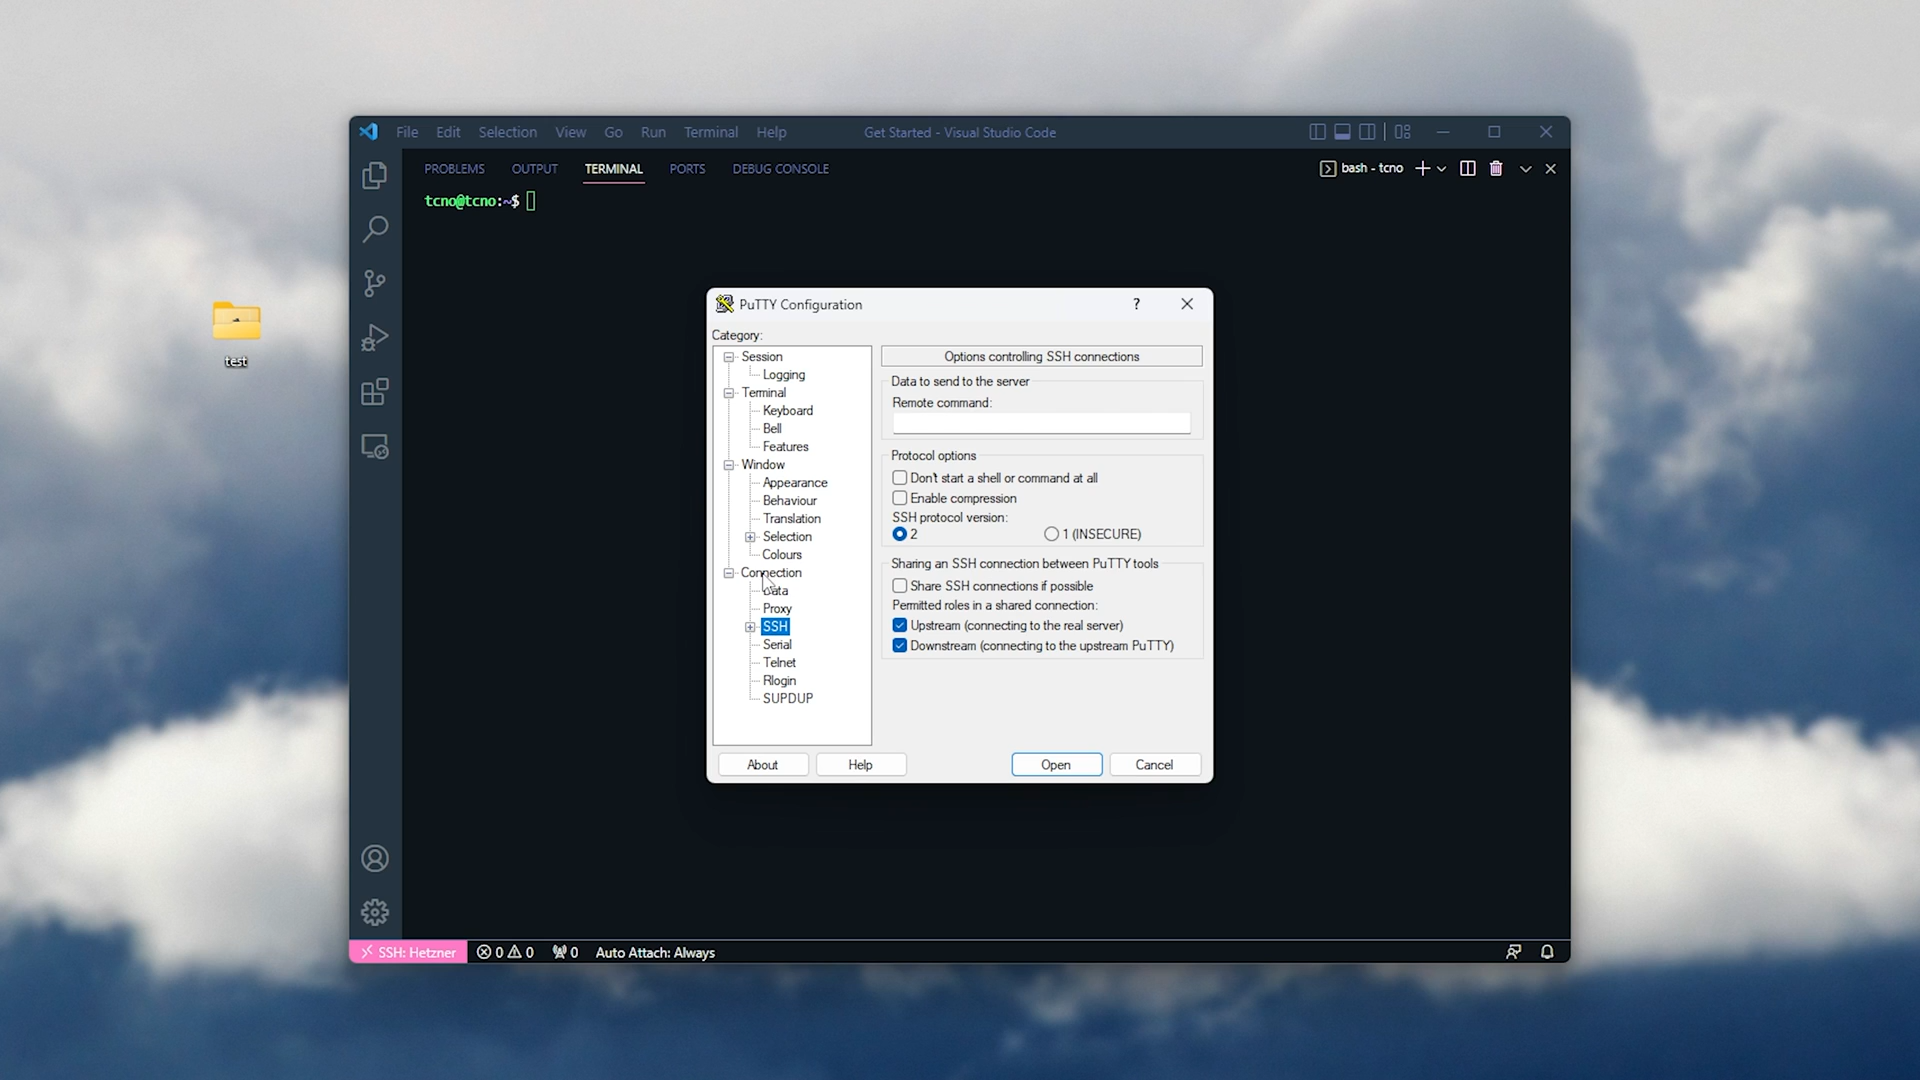 File Edit Selection View Go Run Terminal Help Get Started - Visual Studio Code
PROBLEMS OUTPUT TERMINAL PORTS DEBUG CONSOLE bash - tcno
tcno@tcno:~$
test
PuTTY Configuration ?
Category:
Session
Logging
Terminal
Keyboard
Bell
Features
Window
Appearance
Behaviour
Translation
Selection
Colours
Connection
Data
Proxy
SSH
Serial
Telnet
Rlogin
SUPDUP
Options controlling SSH connections
Data to send to the server
Remote command:
Protocol options
Don't start a shell or command at all
Enable compression
SSH protocol version:
2 1 (INSECURE)
Sharing an SSH connection between PuTTY tools
Share SSH connections if possible
Permitted roles in a shared connection:
Upstream (connecting to the real server)
Downstream (connecting to the upstream PuTTY)
About Help Open Cancel
SSH: Hetzner 0 0 0 Auto Attach: Always